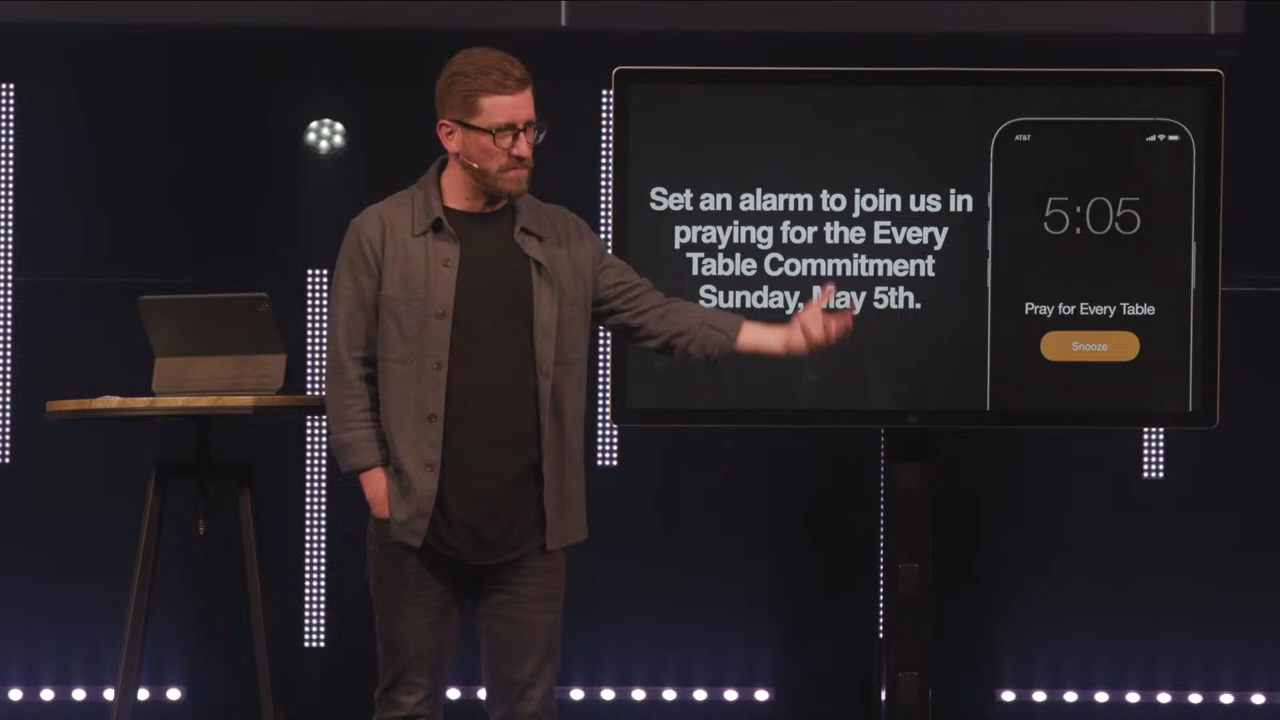 Set an alarm to join us in
praying for the Every
Table Commitment
Sunday, May 5th.
AT&T
5:05
Pray for Every Table
Snooze